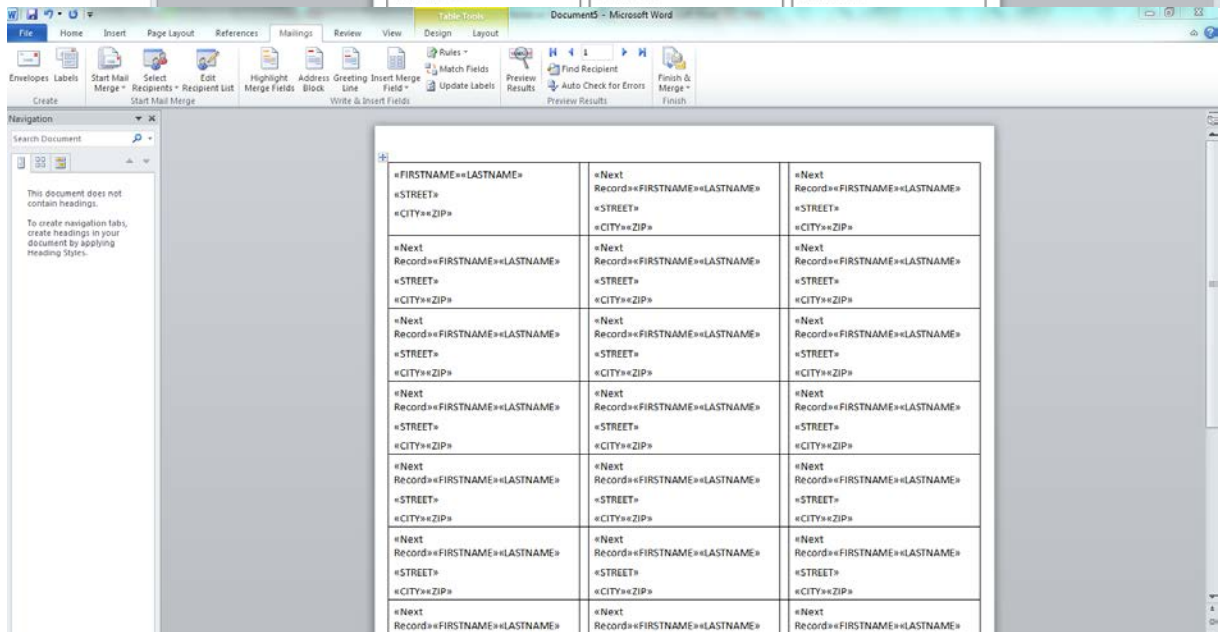 Table Tools
Document5 - Microsoft Word
File Home Insert Page Layout References Mailings Review View Design Layout
Envelopes Labels Start Mail Merge Select Recipients Edit Recipient List Highlight Merge Fields Address Block Greeting Line Insert Merge Field Rules Match Fields Update Labels Preview Results 1 Find Recipient Auto Check for Errors Finish & Merge
Create Start Mail Merge Write & Insert Fields Preview Results Finish
Navigation
Search Document
This document does not
contain headings.
To create navigation tabs,
create headings in your
document by applying
Heading Styles.
«FIRSTNAME»«LASTNAME» «Next «Next
Record»«FIRSTNAME»«LASTNAME» Record»«FIRSTNAME»«LASTNAME»
«STREET» «STREET» «STREET»
«CITY»«ZIP» «CITY»«ZIP» «CITY»«ZIP»
«Next «Next «Next
Record»«FIRSTNAME»«LASTNAME» Record»«FIRSTNAME»«LASTNAME» Record»«FIRSTNAME»«LASTNAME»
«STREET» «STREET» «STREET»
«CITY»«ZIP» «CITY»«ZIP» «CITY»«ZIP»
«Next «Next «Next
Record»«FIRSTNAME»«LASTNAME» Record»«FIRSTNAME»«LASTNAME» Record»«FIRSTNAME»«LASTNAME»
«STREET» «STREET» «STREET»
«CITY»«ZIP» «CITY»«ZIP» «CITY»«ZIP»
«Next «Next «Next
Record»«FIRSTNAME»«LASTNAME» Record»«FIRSTNAME»«LASTNAME» Record»«FIRSTNAME»«LASTNAME»
«STREET» «STREET» «STREET»
«CITY»«ZIP» «CITY»«ZIP» «CITY»«ZIP»
«Next «Next «Next
Record»«FIRSTNAME»«LASTNAME» Record»«FIRSTNAME»«LASTNAME» Record»«FIRSTNAME»«LASTNAME»
«STREET» «STREET» «STREET»
«CITY»«ZIP» «CITY»«ZIP» «CITY»«ZIP»
«Next «Next «Next
Record»«FIRSTNAME»«LASTNAME» Record»«FIRSTNAME»«LASTNAME» Record»«FIRSTNAME»«LASTNAME»
«STREET» «STREET» «STREET»
«CITY»«ZIP» «CITY»«ZIP» «CITY»«ZIP»
«Next «Next «Next
Record»«FIRSTNAME»«LASTNAME» Record»«FIRSTNAME»«LASTNAME» Record»«FIRSTNAME»«LASTNAME»